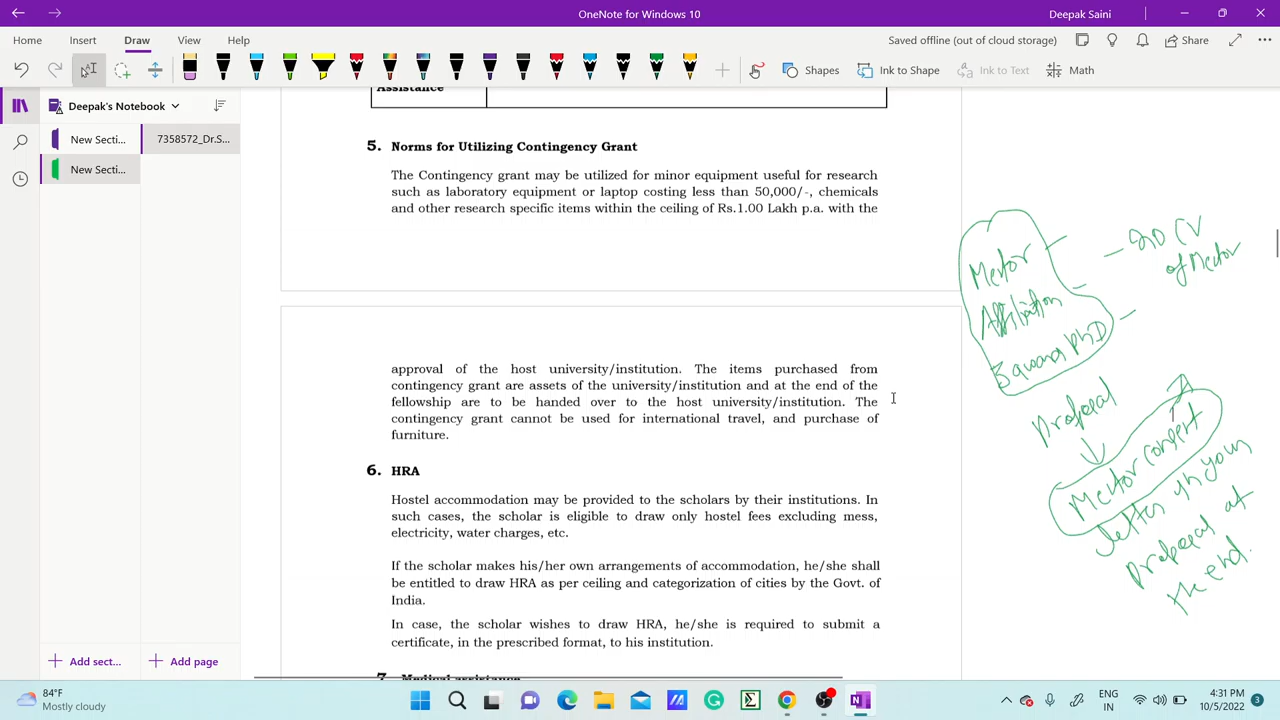 OneNote for Windows 10
Deepak Saini
Home
Insert
Draw
View
Help
Saved offline (out of cloud storage)
Share
Shapes
Ink to Shape
Ink to Text
Math
Deepak's Notebook
New Secti...
7358572_Dr.S...
New Secti...
Assistance
5. Norms for Utilizing Contingency Grant
The Contingency grant may be utilized for minor equipment useful for research
such as laboratory equipment or laptop costing less than 50,000/-, chemicals
and other research specific items within the ceiling of Rs.1.00 Lakh p.a. with the
approval of the host university/institution. The items purchased from
contingency grant are assets of the university/institution and at the end of the
fellowship are to be handed over to the host university/institution. The
contingency grant cannot be used for international travel, and purchase of
furniture.
6. HRA
Hostel accommodation may be provided to the scholars by their institutions. In
such cases, the scholar is eligible to draw only hostel fees excluding mess,
electricity, water charges, etc.
If the scholar makes his/her own arrangements of accommodation, he/she shall
be entitled to draw HRA as per ceiling and categorization of cities by the Govt. of
India.
In case, the scholar wishes to draw HRA, he/she is required to submit a
certificate, in the prescribed format, to his institution.
7. Medical assistance
Affiliation
PhD
CV
of
proposal
letter
your
proposal at
the end.
Add sect...
Add page
84°F
Mostly cloudy
ENG
IN
4:31 PM
10/5/2022
3